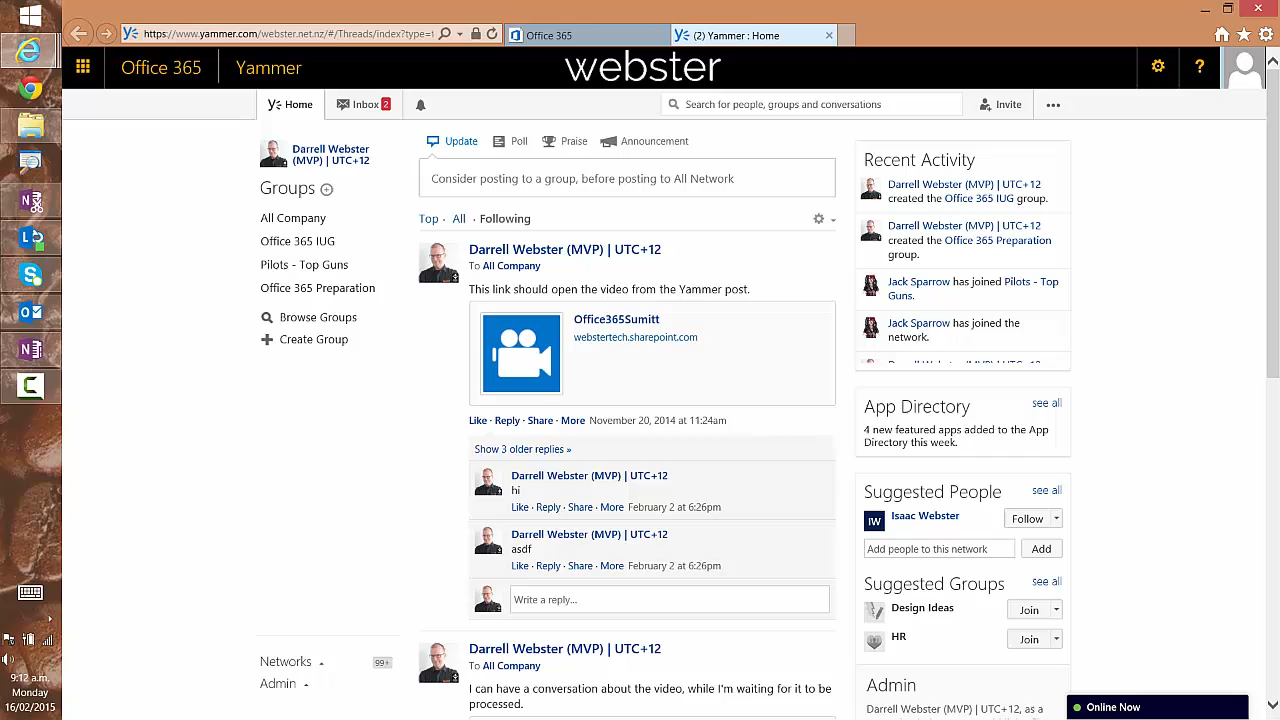 https://www.yammer.com/webster.net.nz/#/Threads/index?type=
Office 365
(2) Yammer : Home
Office 365
Yammer
webster
?
Home
Inbox 2
Search for people, groups and conversations
Invite
Darrell Webster
(MVP) | UTC+12
Groups
All Company
Office 365 IUG
Pilots - Top Guns
Office 365 Preparation
Browse Groups
Create Group
Networks
99+
Admin
Update
Poll
Praise
Announcement
Consider posting to a group, before posting to All Network
Top · All · Following
Darrell Webster (MVP) | UTC+12
To All Company
This link should open the video from the Yammer post.
Office365Sumitt
webstertech.sharepoint.com
Like · Reply · Share · More November 20, 2014 at 11:24am
Show 3 older replies »
Darrell Webster (MVP) | UTC+12
hi
Like · Reply · Share · More February 2 at 6:26pm
Darrell Webster (MVP) | UTC+12
asdf
Like · Reply · Share · More February 2 at 6:26pm
Write a reply...
Darrell Webster (MVP) | UTC+12
To All Company
I can have a conversation about the video, while I'm waiting for it to be
processed.
Recent Activity
Darrell Webster (MVP) | UTC+12
created the Office 365 IUG group.
Darrell Webster (MVP) | UTC+12
created the Office 365 Preparation
group.
Jack Sparrow has joined Pilots - Top
Guns.
Jack Sparrow has joined the
network.
App Directory
see all
4 new featured apps added to the App
Directory this week.
Suggested People
see all
IW
Isaac Webster
Follow
Add people to this network
Add
Suggested Groups
see all
Design Ideas
Join
HR
Join
Admin
Darrell Webster (MVP) | UTC+12, as a
Online Now
9:12 a.m.
Monday
16/02/2015